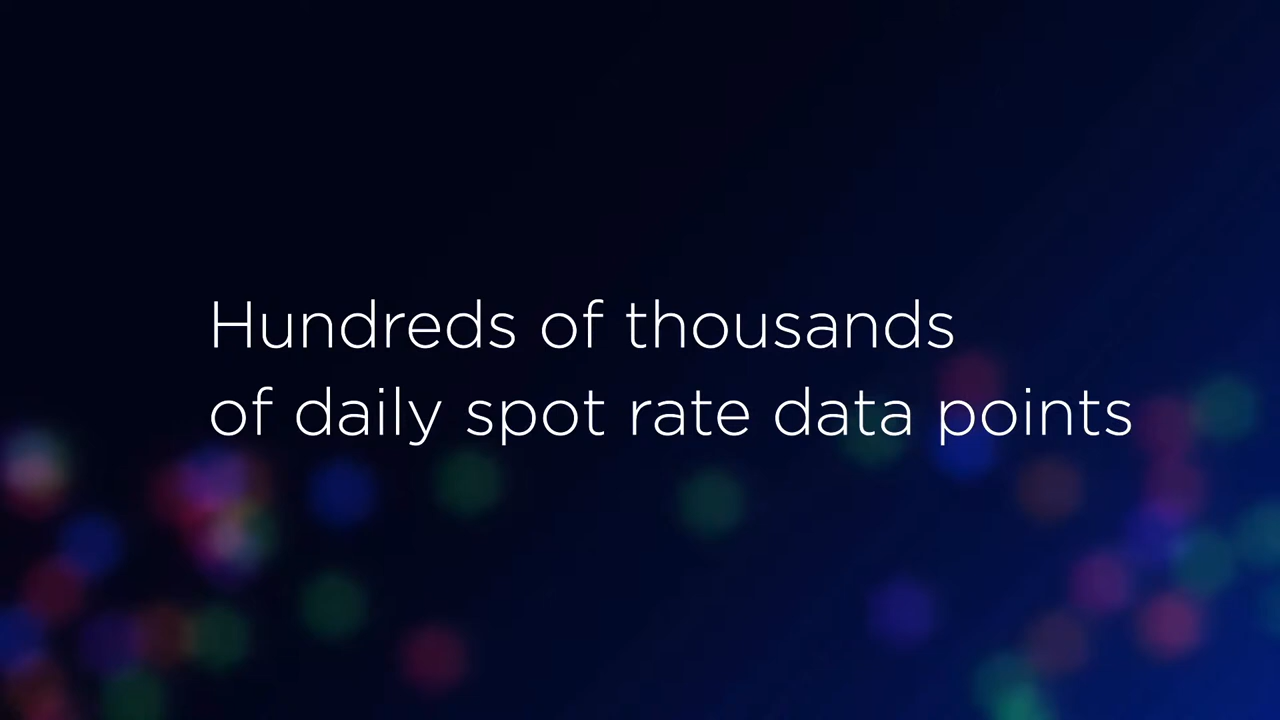 Hundreds of thousands
of daily spot rate data points